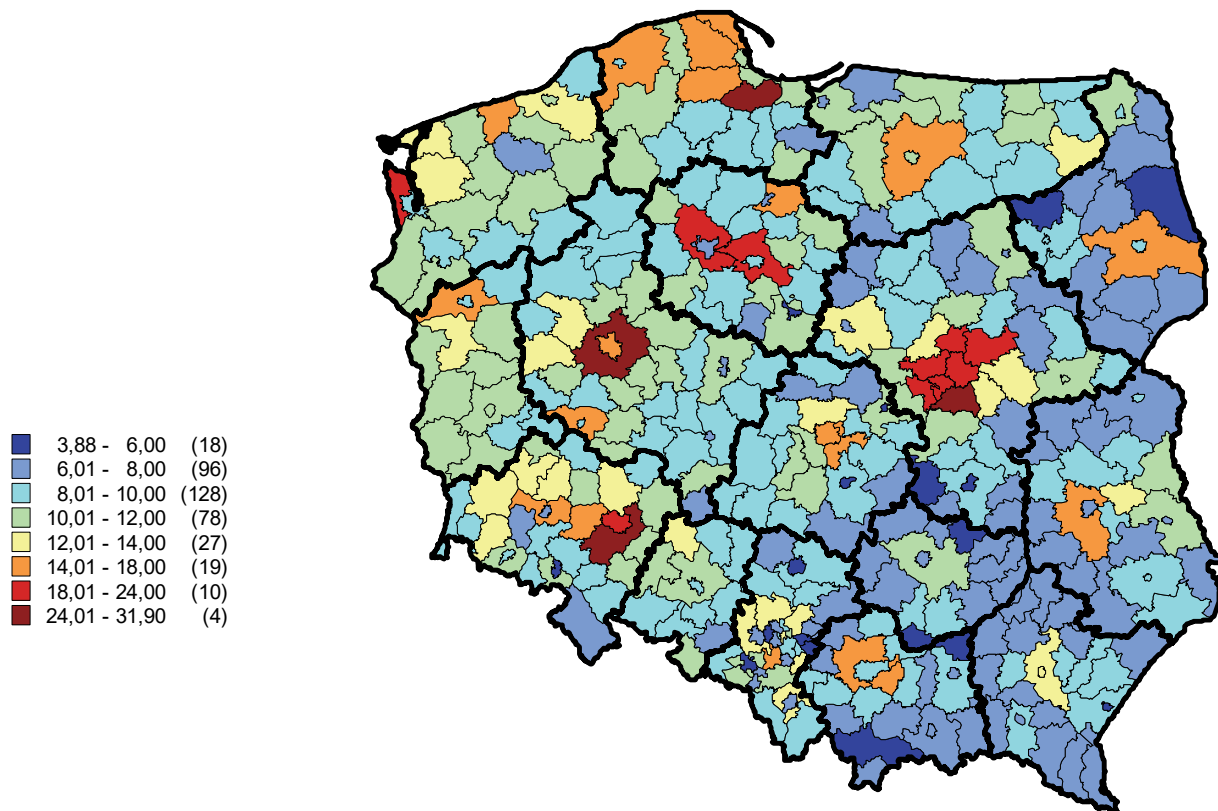 3,88 - 6,00 (18)
6,01 - 8,00 (96)
8,01 - 10,00 (128)
10,01 - 12,00 (78)
12,01 - 14,00 (27)
14,01 - 18,00 (19)
18,01 - 24,00 (10)
24,01 - 31,90 (4)